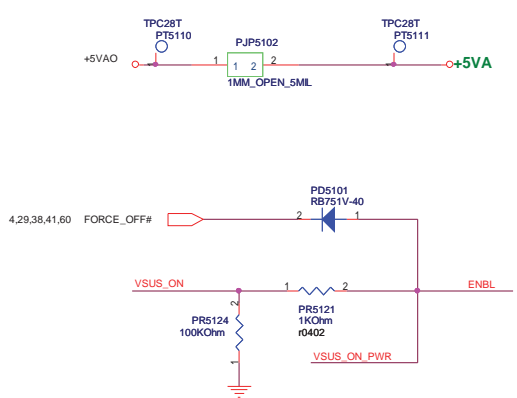 TPC28T
PT5110
TPC28T
PT5111
PJP5102
+5VAO
1
1 2
2
+5VA
1MM_OPEN_5MIL
PD5101
RB751V-40
4,29,38,41,60 FORCE_OFF#
2
1
VSUS_ON
1
2
ENBL
2
PR5124
100KOhm
1
PR5121
1KOhm
r0402
VSUS_ON_PWR